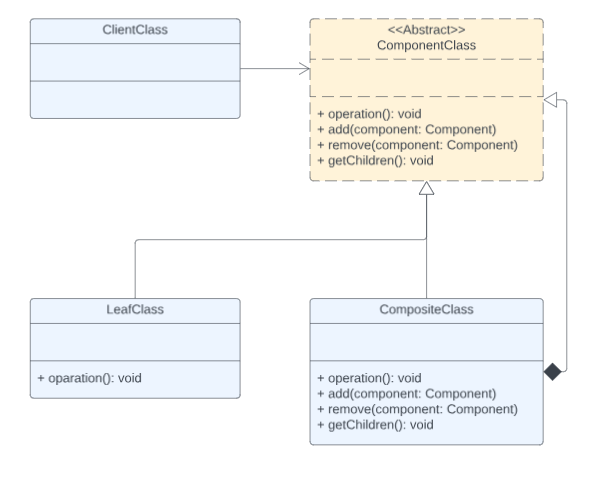 ClientClass
<<Abstract>>
ComponentClass
+ operation(): void
+ add(component: Component)
+ remove(component: Component)
+ getChildren(): void
LeafClass
+ oparation(): void
CompositeClass
+ operation(): void
+ add(component: Component)
+ remove(component: Component)
+ getChildren(): void